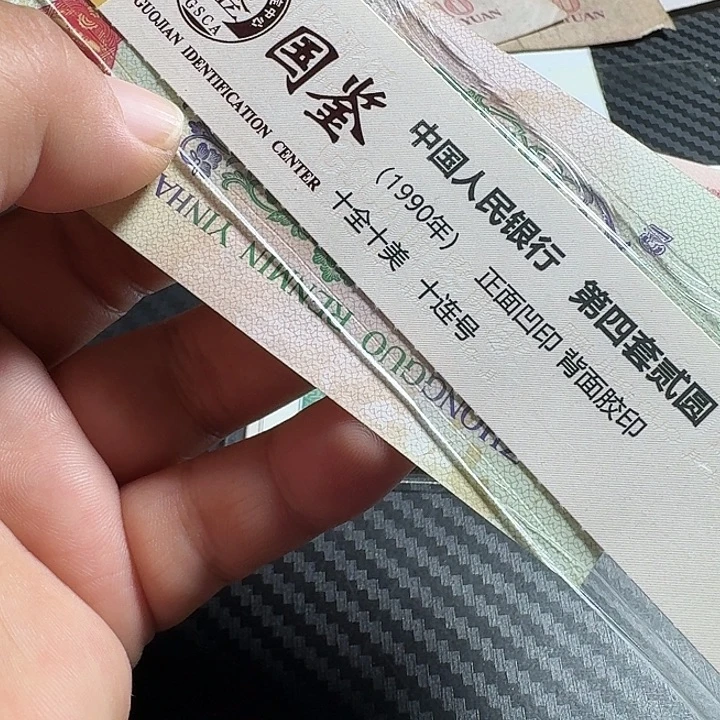 GSCA
国鉴
GUOJIAN IDENTIFICATION CENTER
中国人民银行 第四套贰圆
(1990年) 正面凹印 背面胶印
十全十美 十连号
ZHONGGUO RENMIN YINHA
YUAN
YUAN